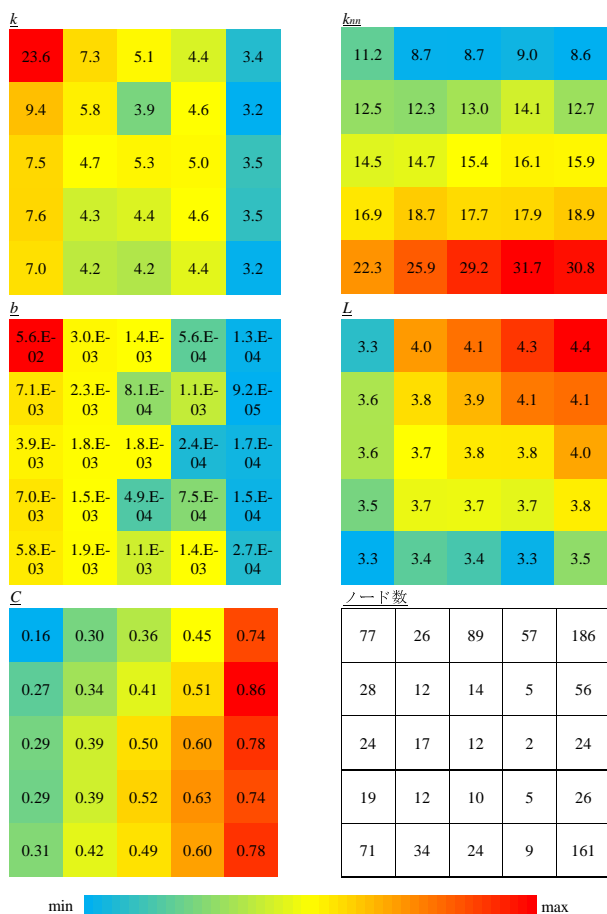 k
23.6 7.3 5.1 4.4 3.4
9.4 5.8 3.9 4.6 3.2
7.5 4.7 5.3 5.0 3.5
7.6 4.3 4.4 4.6 3.5
7.0 4.2 4.2 4.4 3.2
knn
11.2 8.7 8.7 9.0 8.6
12.5 12.3 13.0 14.1 12.7
14.5 14.7 15.4 16.1 15.9
16.9 18.7 17.7 17.9 18.9
22.3 25.9 29.2 31.7 30.8
b
5.6.E- 3.0.E- 1.4.E- 5.6.E- 1.3.E-
02 03 03 04 04
7.1.E- 2.3.E- 8.1.E- 1.1.E- 9.2.E-
03 03 04 03 05
3.9.E- 1.8.E- 1.8.E- 2.4.E- 1.7.E-
03 03 03 04 04
7.0.E- 1.5.E- 4.9.E- 7.5.E- 1.5.E-
03 03 04 04 04
5.8.E- 1.9.E- 1.1.E- 1.4.E- 2.7.E-
03 03 03 03 04
L
3.3 4.0 4.1 4.3 4.4
3.6 3.8 3.9 4.1 4.1
3.6 3.7 3.8 3.8 4.0
3.5 3.7 3.7 3.7 3.8
3.3 3.4 3.4 3.3 3.5
C
0.16 0.30 0.36 0.45 0.74
0.27 0.34 0.41 0.51 0.86
0.29 0.39 0.50 0.60 0.78
0.29 0.39 0.52 0.63 0.74
0.31 0.42 0.49 0.60 0.78
ノード数
77 26 89 57 186
28 12 14 5 56
24 17 12 2 24
19 12 10 5 26
71 34 24 9 161
min max